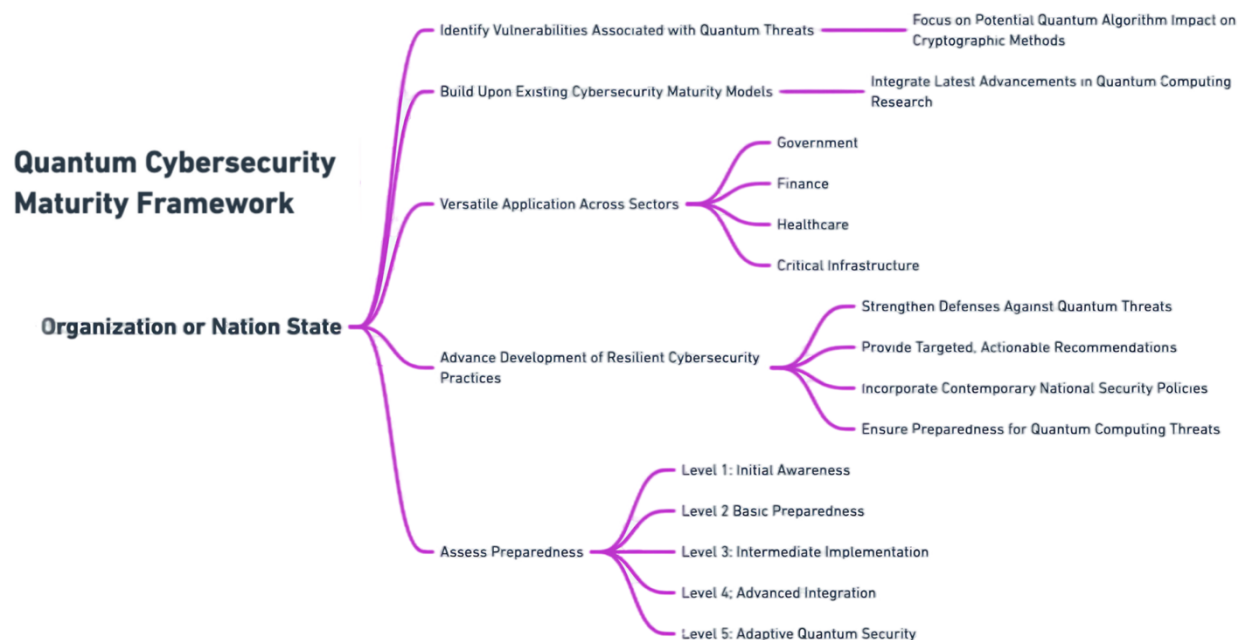 Quantum Cybersecurity
Maturity Framework
Organization or Nation State
Identify Vulnerabilities Associated with Quantum Threats
Focus on Potential Quantum Algorithm Impact on
Cryptographic Methods
Build Upon Existing Cybersecurity Maturity Models
Integrate Latest Advancements in Quantum Computing
Research
Versatile Application Across Sectors
Government
Finance
Healthcare
Critical Infrastructure
Advance Development of Resilient Cybersecurity
Practices
Strengthen Defenses Against Quantum Threats
Provide Targeted, Actionable Recommendations
Incorporate Contemporary National Security Policies
Ensure Preparedness for Quantum Computing Threats
Assess Preparedness
Level 1: Initial Awareness
Level 2 Basic Preparedness
Level 3: Intermediate Implementation
Level 4; Advanced Integration
Level 5: Adaptive Quantum Security